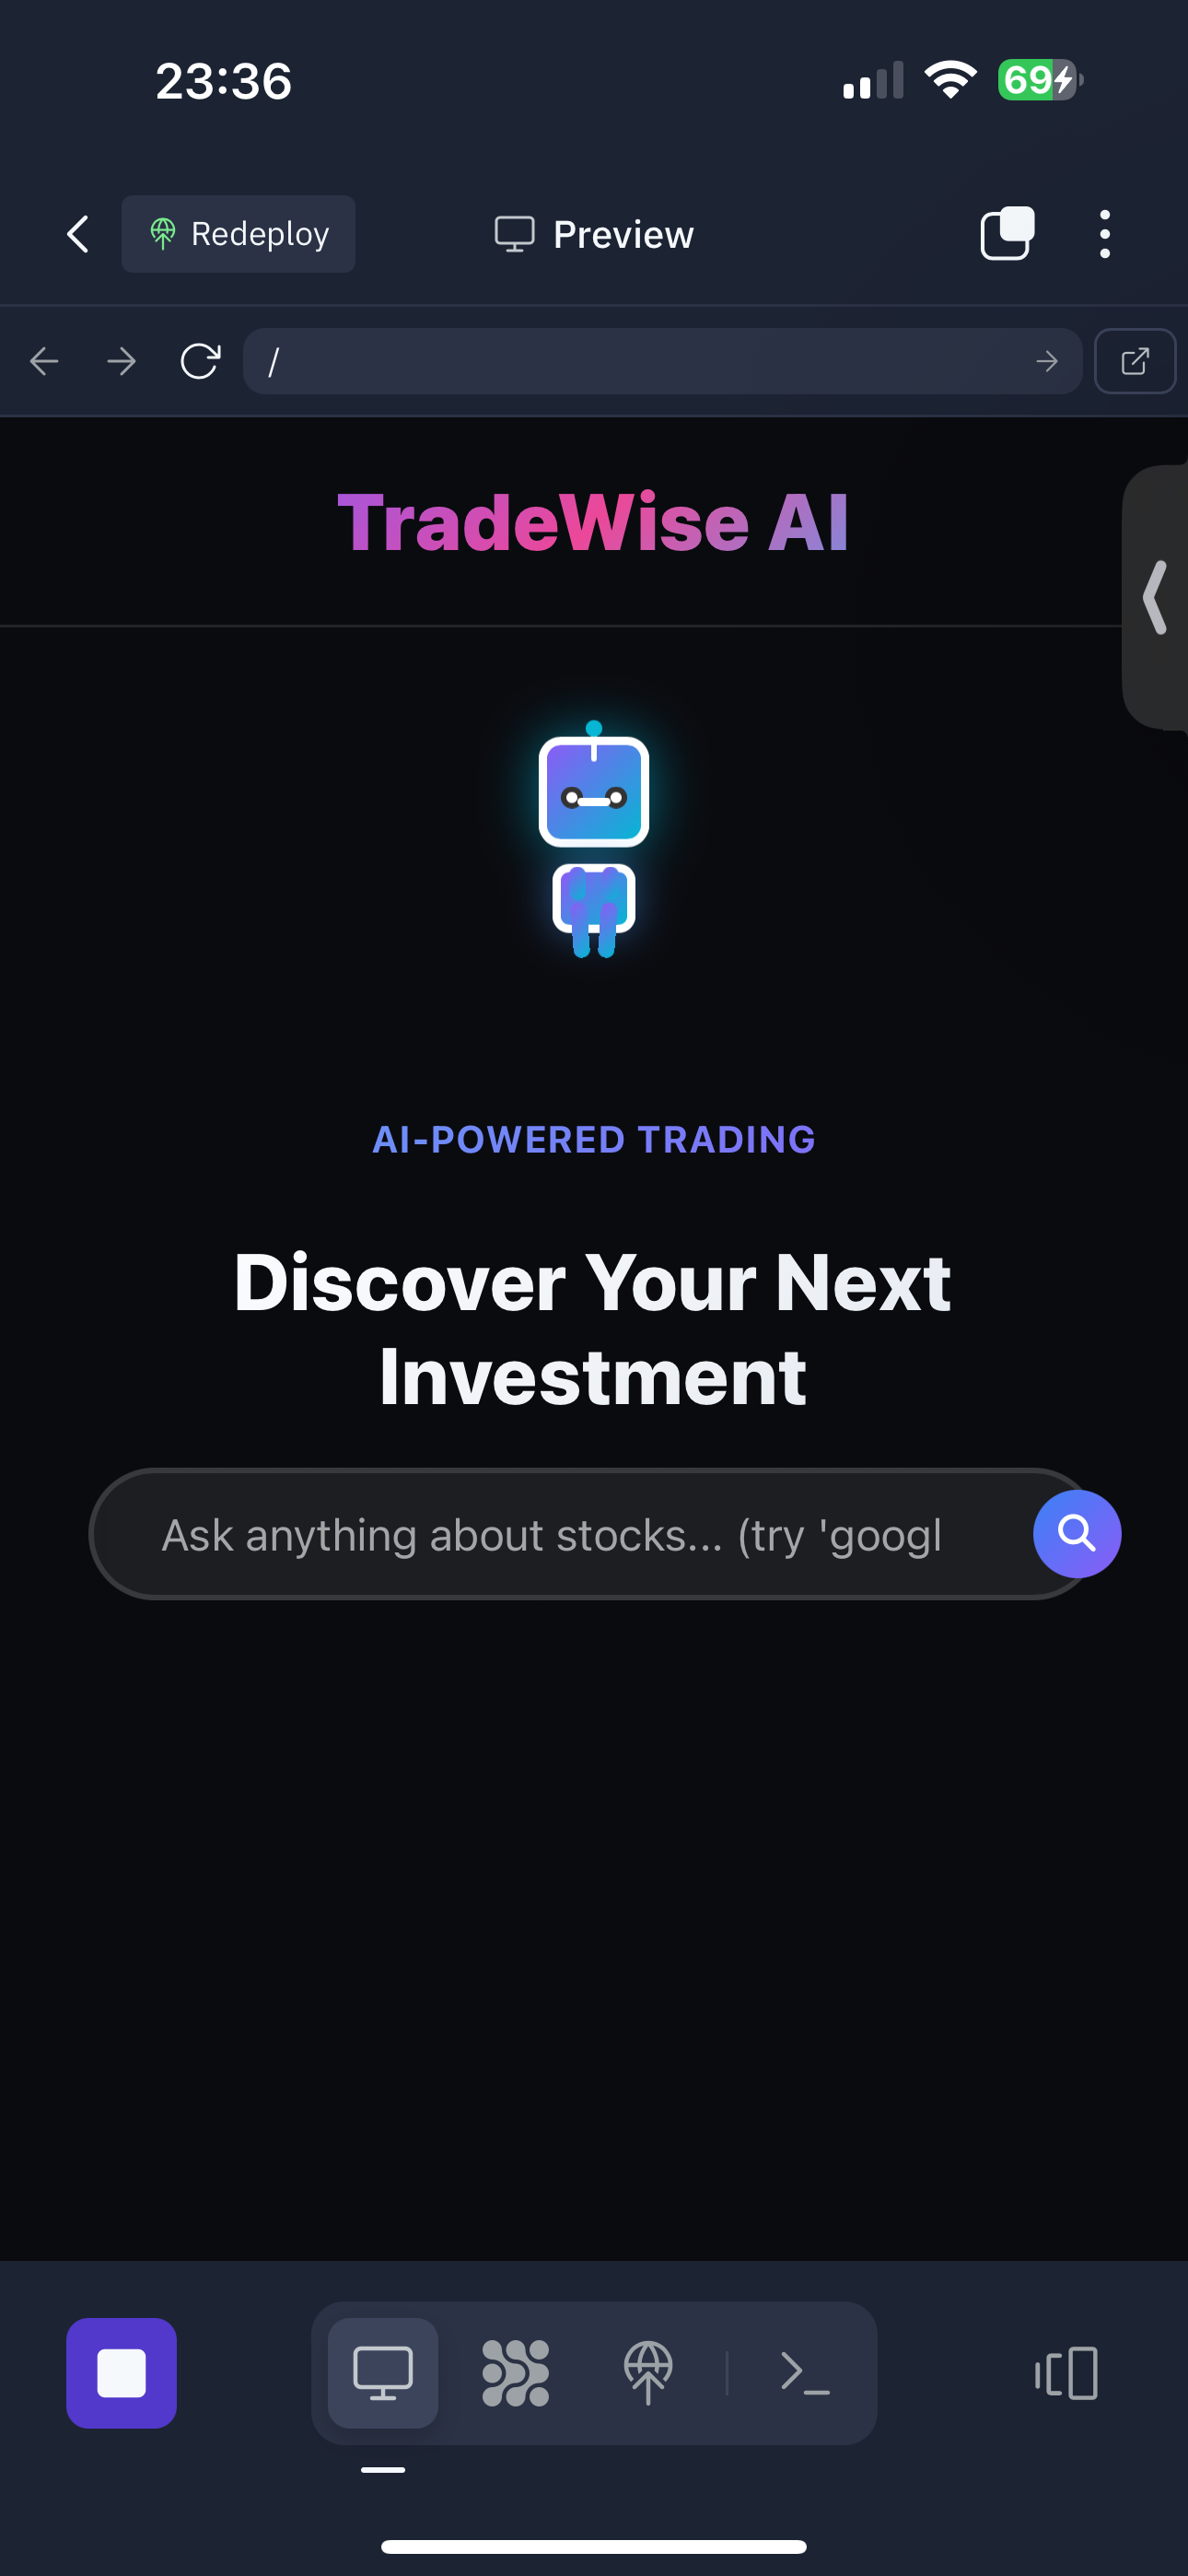 23:36
69
Redeploy
Preview
/
TradeWise AI
AI-POWERED TRADING
Discover Your Next
Investment
Ask anything about stocks... (try 'googl